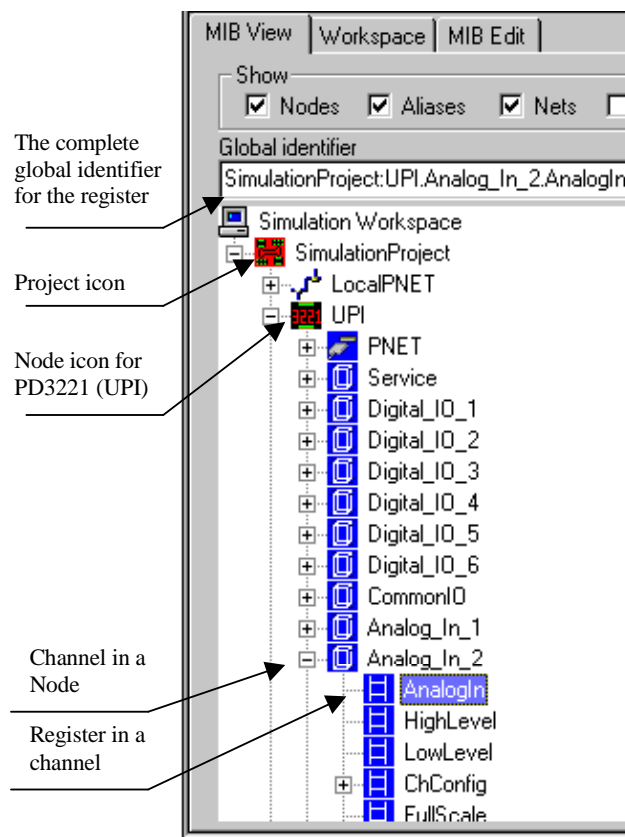 MIB View Workspace MIB Edit
Show
Nodes Aliases Nets
The complete
global identifier
for the register
Global identifier
SimulationProject:UPI.Analog_In_2.AnalogIn
Simulation Workspace
Project icon
SimulationProject
LocalPNET
Node icon for
PD3221 (UPI)
3221 UPI
PNET
Service
Digital_IO_1
Digital_IO_2
Digital_IO_3
Digital_IO_4
Digital_IO_5
Digital_IO_6
CommonIO
Analog_In_1
Channel in a
Node
Analog_In_2
Register in a
channel
AnalogIn
HighLevel
LowLevel
ChConfig
FullScale